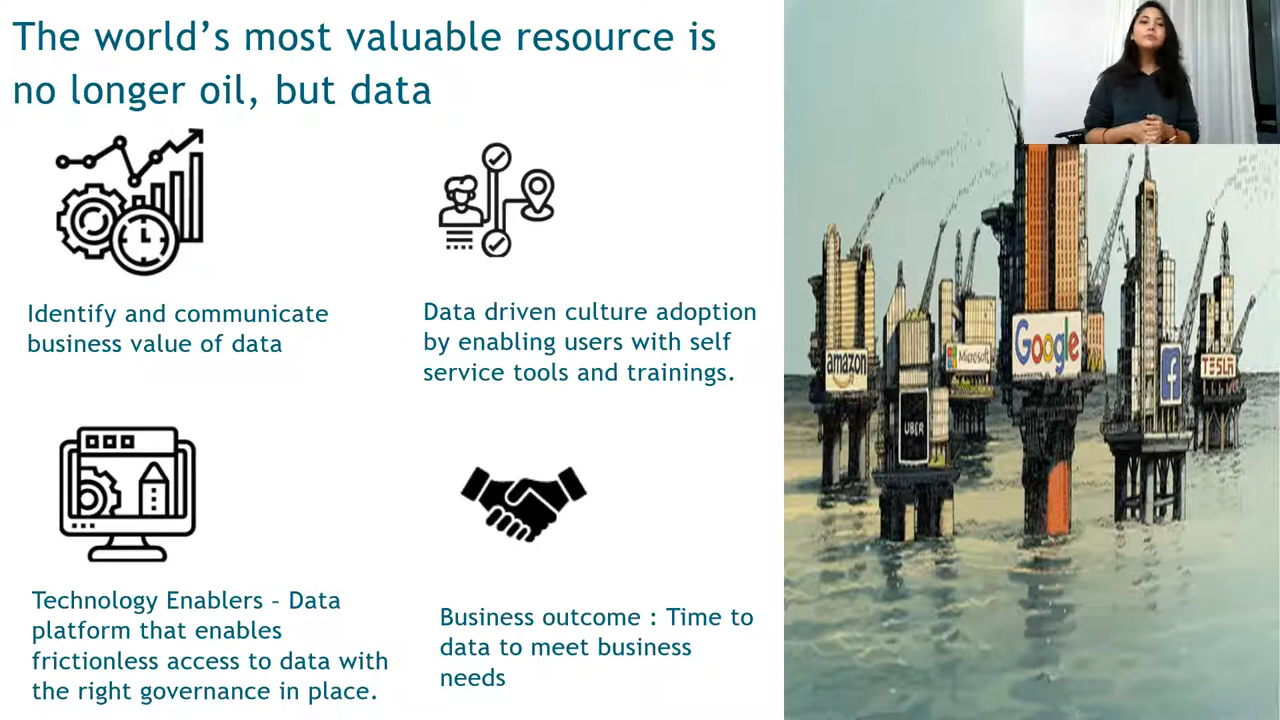 The world’s most valuable resource is
no longer oil, but data
Identify and communicate
business value of data
Data driven culture adoption
by enabling users with self
service tools and trainings.
Technology Enablers – Data
platform that enables
frictionless access to data with
the right governance in place.
Business outcome : Time to
data to meet business
needs
amazon
UBER
Microsoft
Google
f
TESLA